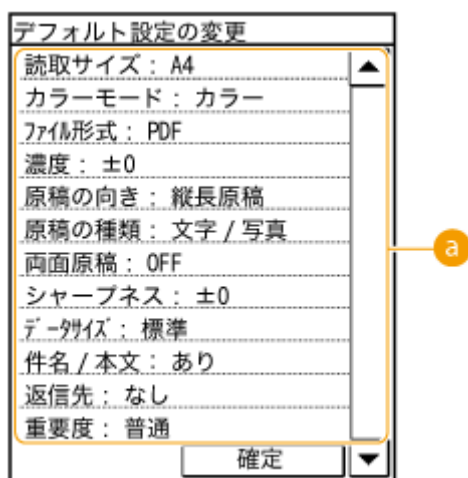 デフォルト設定の変更
読取サイズ： A4
カラーモード： カラー
ﾌｧｲﾙ形式： PDF
濃度： ±0
原稿の向き： 縦長原稿
原稿の種類： 文字 / 写真
両面原稿： OFF
シャープネス： ±0
ﾃﾞｰﾀｻｲｽﾞ： 標準
件名 / 本文： あり
返信先： なし
重要度： 普通
確定
a